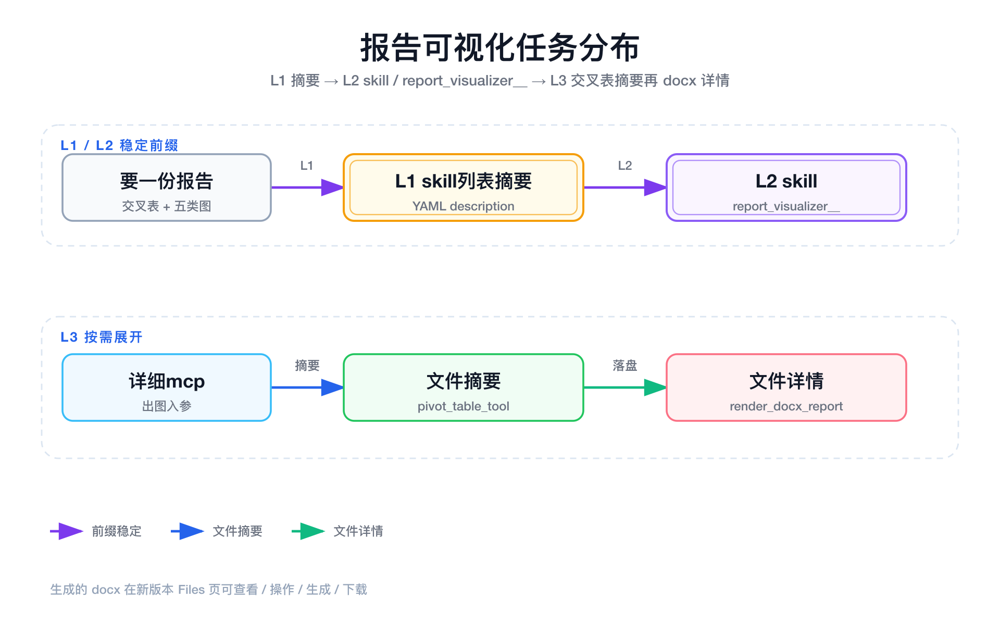 报告可视化任务分布
L1 摘要 → L2 skill / report_visualizer__ → L3 交叉表摘要再 docx 详情
L1 / L2 稳定前缀
要一份报告
交叉表 + 五类图
L1
L1 skill列表摘要
YAML description
L2
L2 skill
report_visualizer__
L3 按需展开
详细mcp
出图入参
摘要
文件摘要
pivot_table_tool
落盘
文件详情
render_docx_report
前缀稳定
文件摘要
文件详情
生成的 docx 在新版本 Files 页可查看 / 操作 / 生成 / 下载